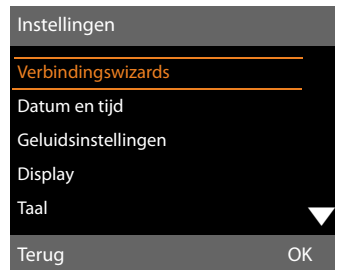 Instellingen
Verbindingswizards
Datum en tijd
Geluidsinstellingen
Display
Taal
Terug OK